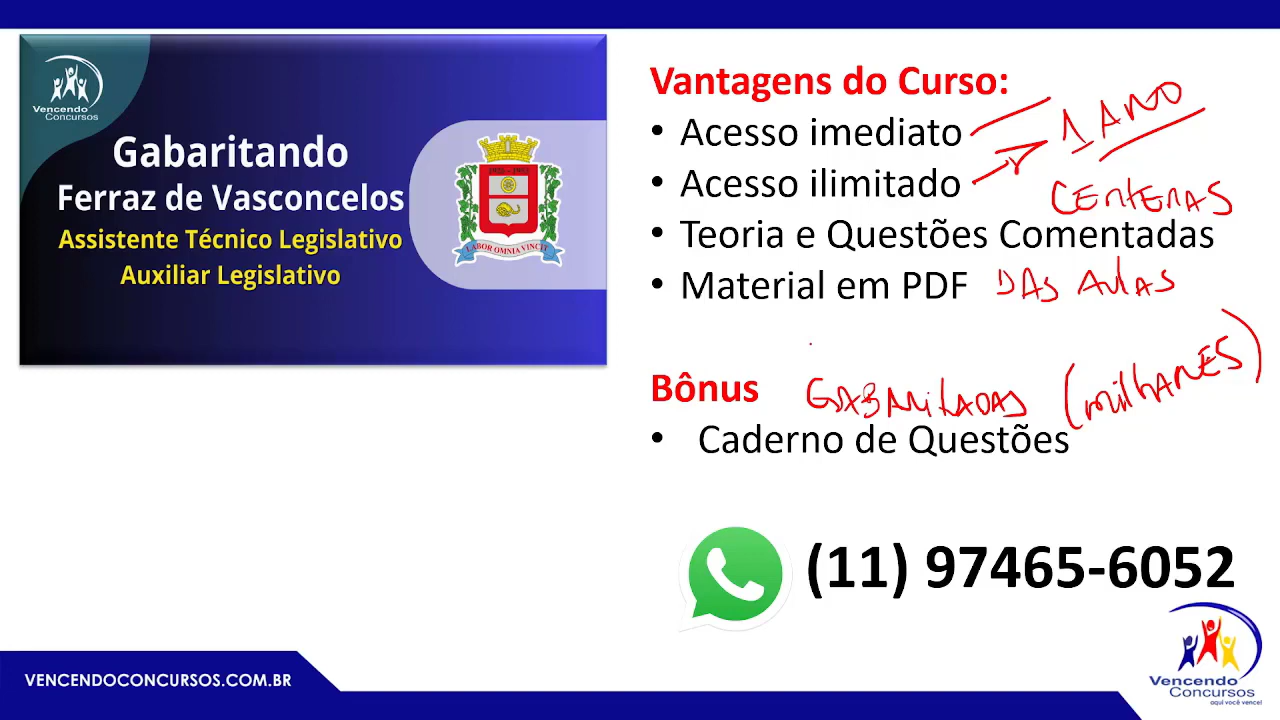 Vencendo
Concursos
Gabaritando
Ferraz de Vasconcelos
Assistente Técnico Legislativo
Auxiliar Legislativo
LABOR OMNIA VINCIT
Vantagens do Curso:
• Acesso imediato
1 ANO
• Acesso ilimitado
CENTENAS
• Teoria e Questões Comentadas
• Material em PDF DAS AULAS
Bônus GABARITADAS (MILHARES)
• Caderno de Questões
(11) 97465-6052
VENCENDOCONCURSOS.COM.BR
Vencendo
Concursos
aqui você vence!